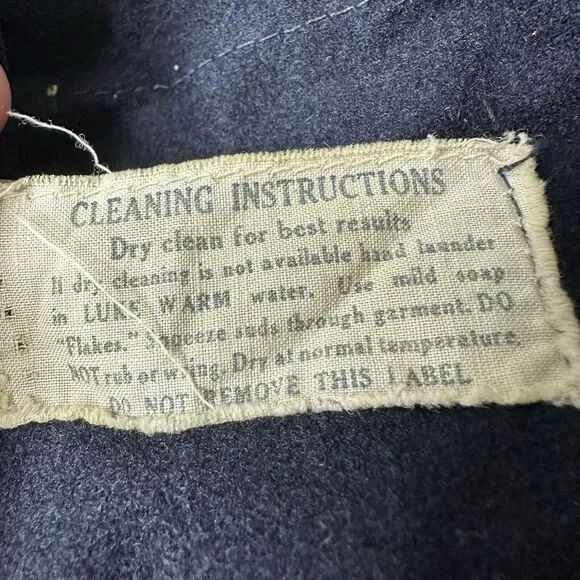 CLEANING INSTRUCTIONS
Dry clean for best results
If dry cleaning is not available hand launder
in LUKE WARM water. Use mild soap
"Flakes." Squeeze suds through garment. DO
NOT rub or wring. Dry at normal temperature.
DO NOT REMOVE THIS LABEL